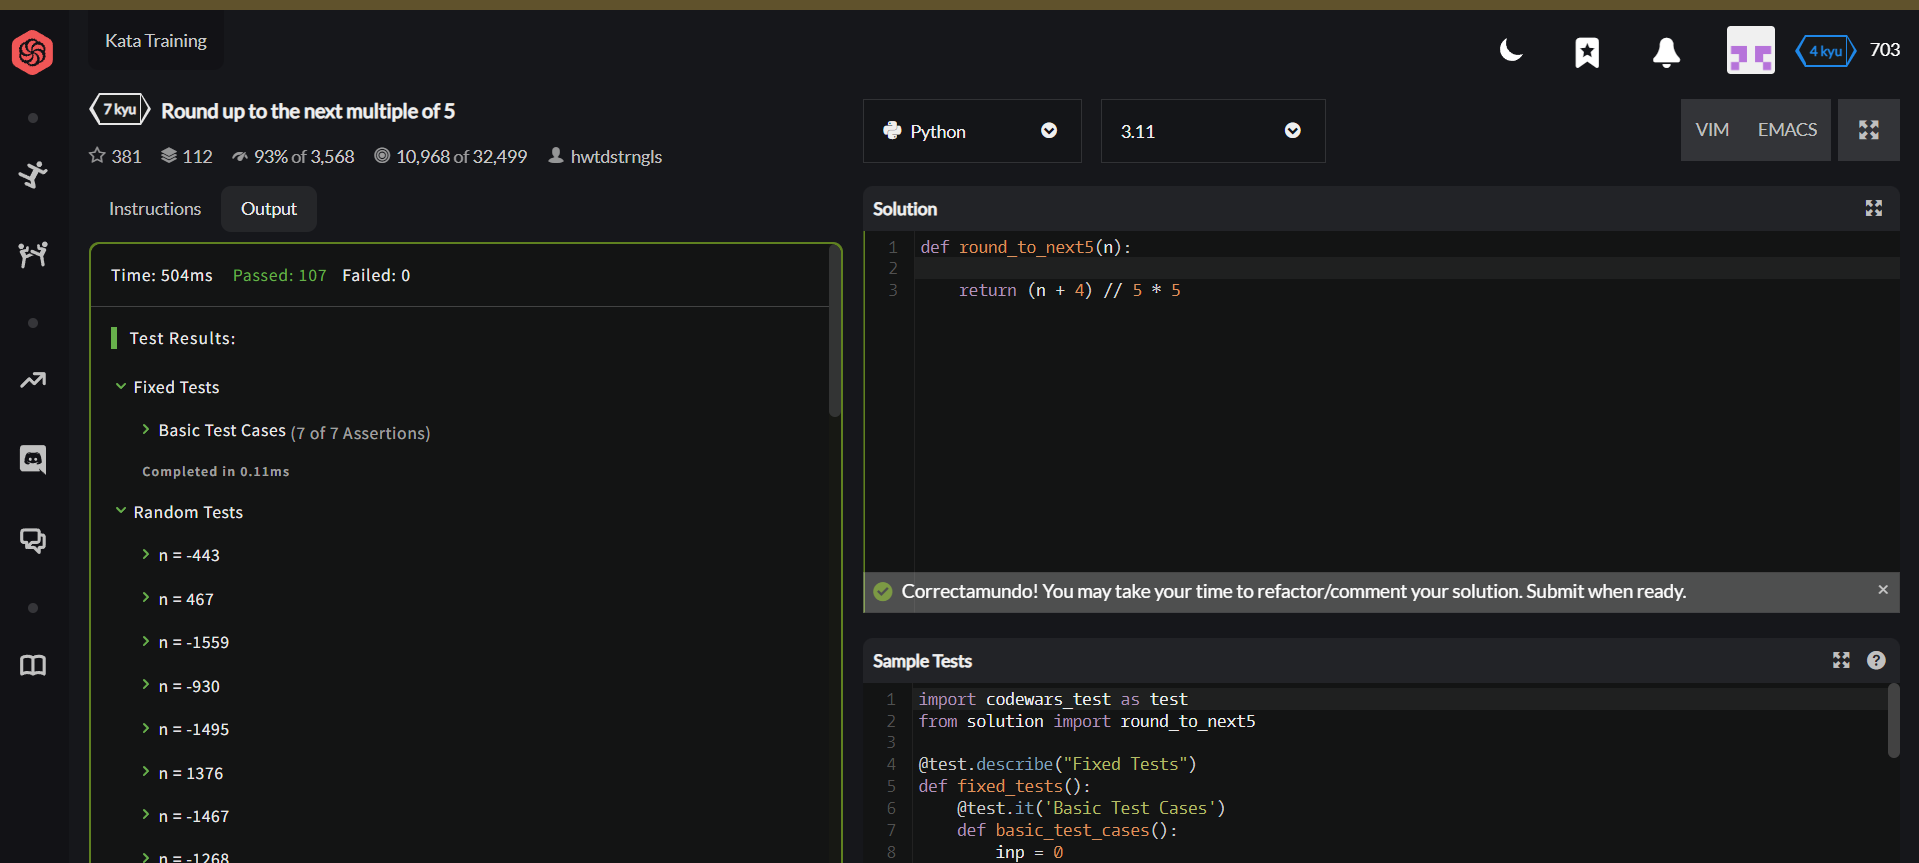 Kata Training
4 kyu 703
7 kyu Round up to the next multiple of 5
381 112 93% of 3,568 10,968 of 32,499 hwtdstrngls
Instructions Output
Time: 504ms Passed: 107 Failed: 0
Test Results:
Fixed Tests
Basic Test Cases (7 of 7 Assertions)
Completed in 0.11ms
Random Tests
n = -443
n = 467
n = -1559
n = -930
n = -1495
n = 1376
n = -1467
n = -1268
Python 3.11 VIM EMACS
Solution
1 def round_to_next5(n):
2
3 return (n + 4) // 5 * 5
Correctamundo! You may take your time to refactor/comment your solution. Submit when ready. ×
Sample Tests ?
1 import codewars_test as test
2 from solution import round_to_next5
3
4 @test.describe("Fixed Tests")
5 def fixed_tests():
6 @test.it('Basic Test Cases')
7 def basic_test_cases():
8 inp = 0